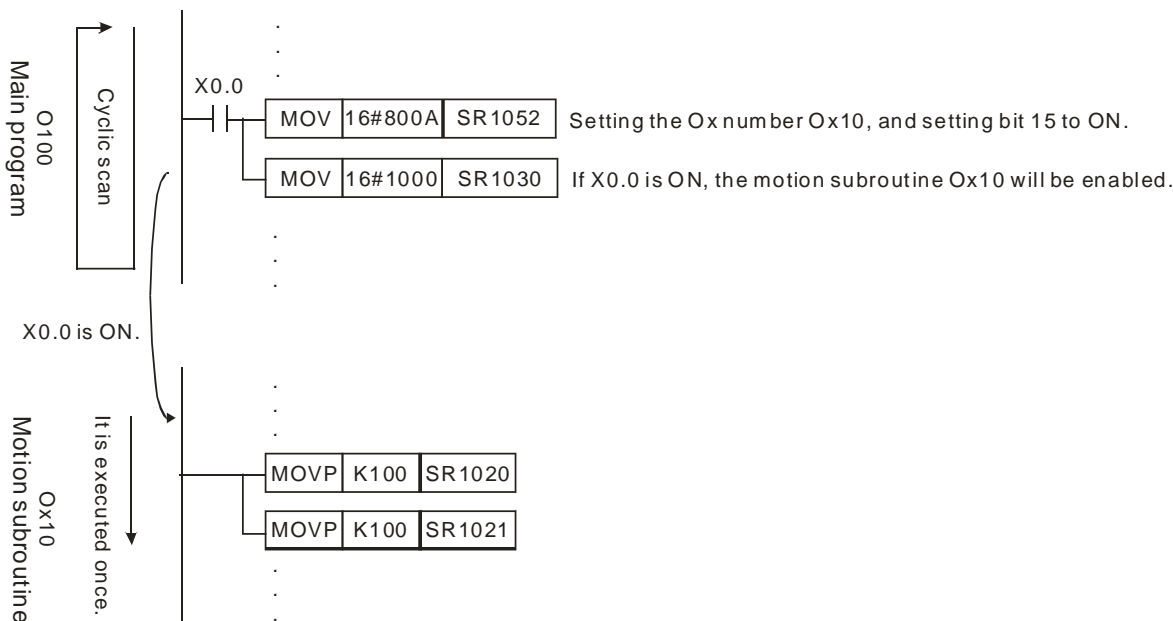 O100
Main program
Cyclic scan
X0.0
MOV 16#800A SR1052 Setting the Ox number Ox10, and setting bit 15 to ON.
MOV 16#1000 SR1030 If X0.0 is ON, the motion subroutine Ox10 will be enabled.
X0.0 is ON.
Ox10
Motion subroutine
It is executed once.
MOVP K100 SR1020
MOVP K100 SR1021